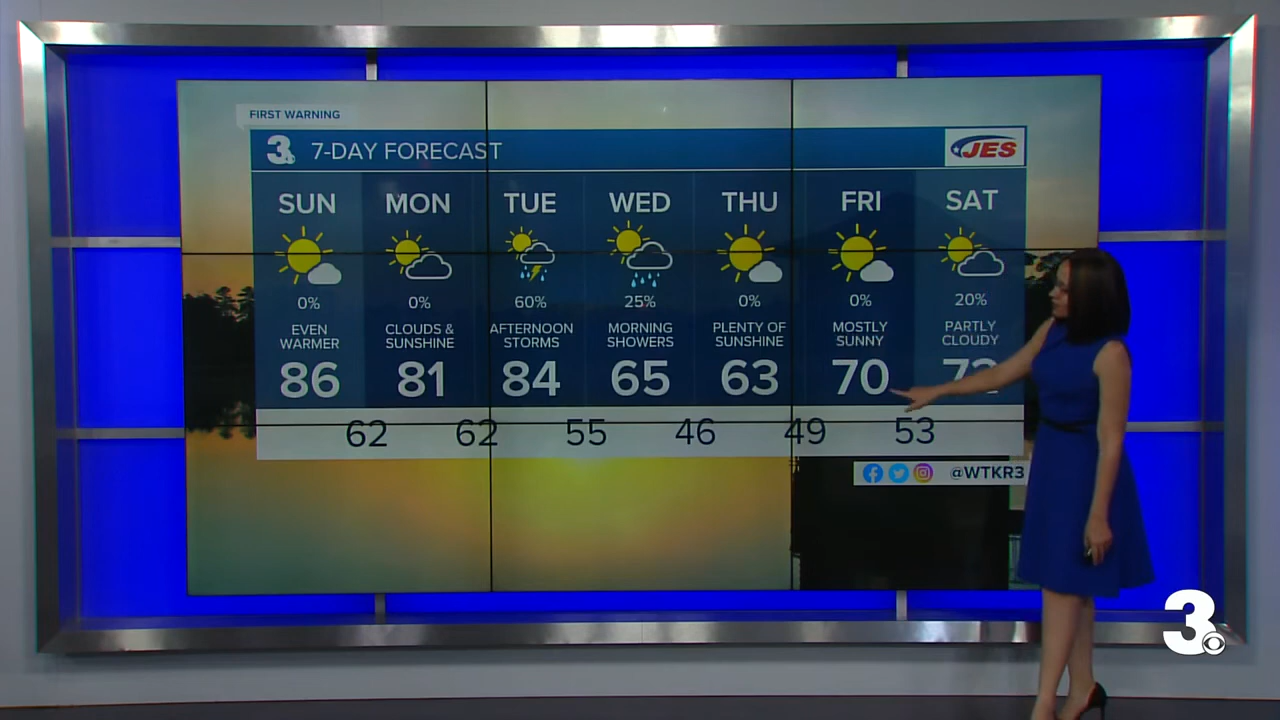 FIRST WARNING
3 7-DAY FORECAST
JES
SUN MON TUE WED THU FRI SAT
0% 0% 60% 25% 0% 0% 20%
EVEN CLOUDS & AFTERNOON MORNING PLENTY OF MOSTLY PARTLY
WARMER SUNSHINE STORMS SHOWERS SUNSHINE SUNNY CLOUDY
86 81 84 65 63 70
62 62 55 46 49 53
@WTKR3
3